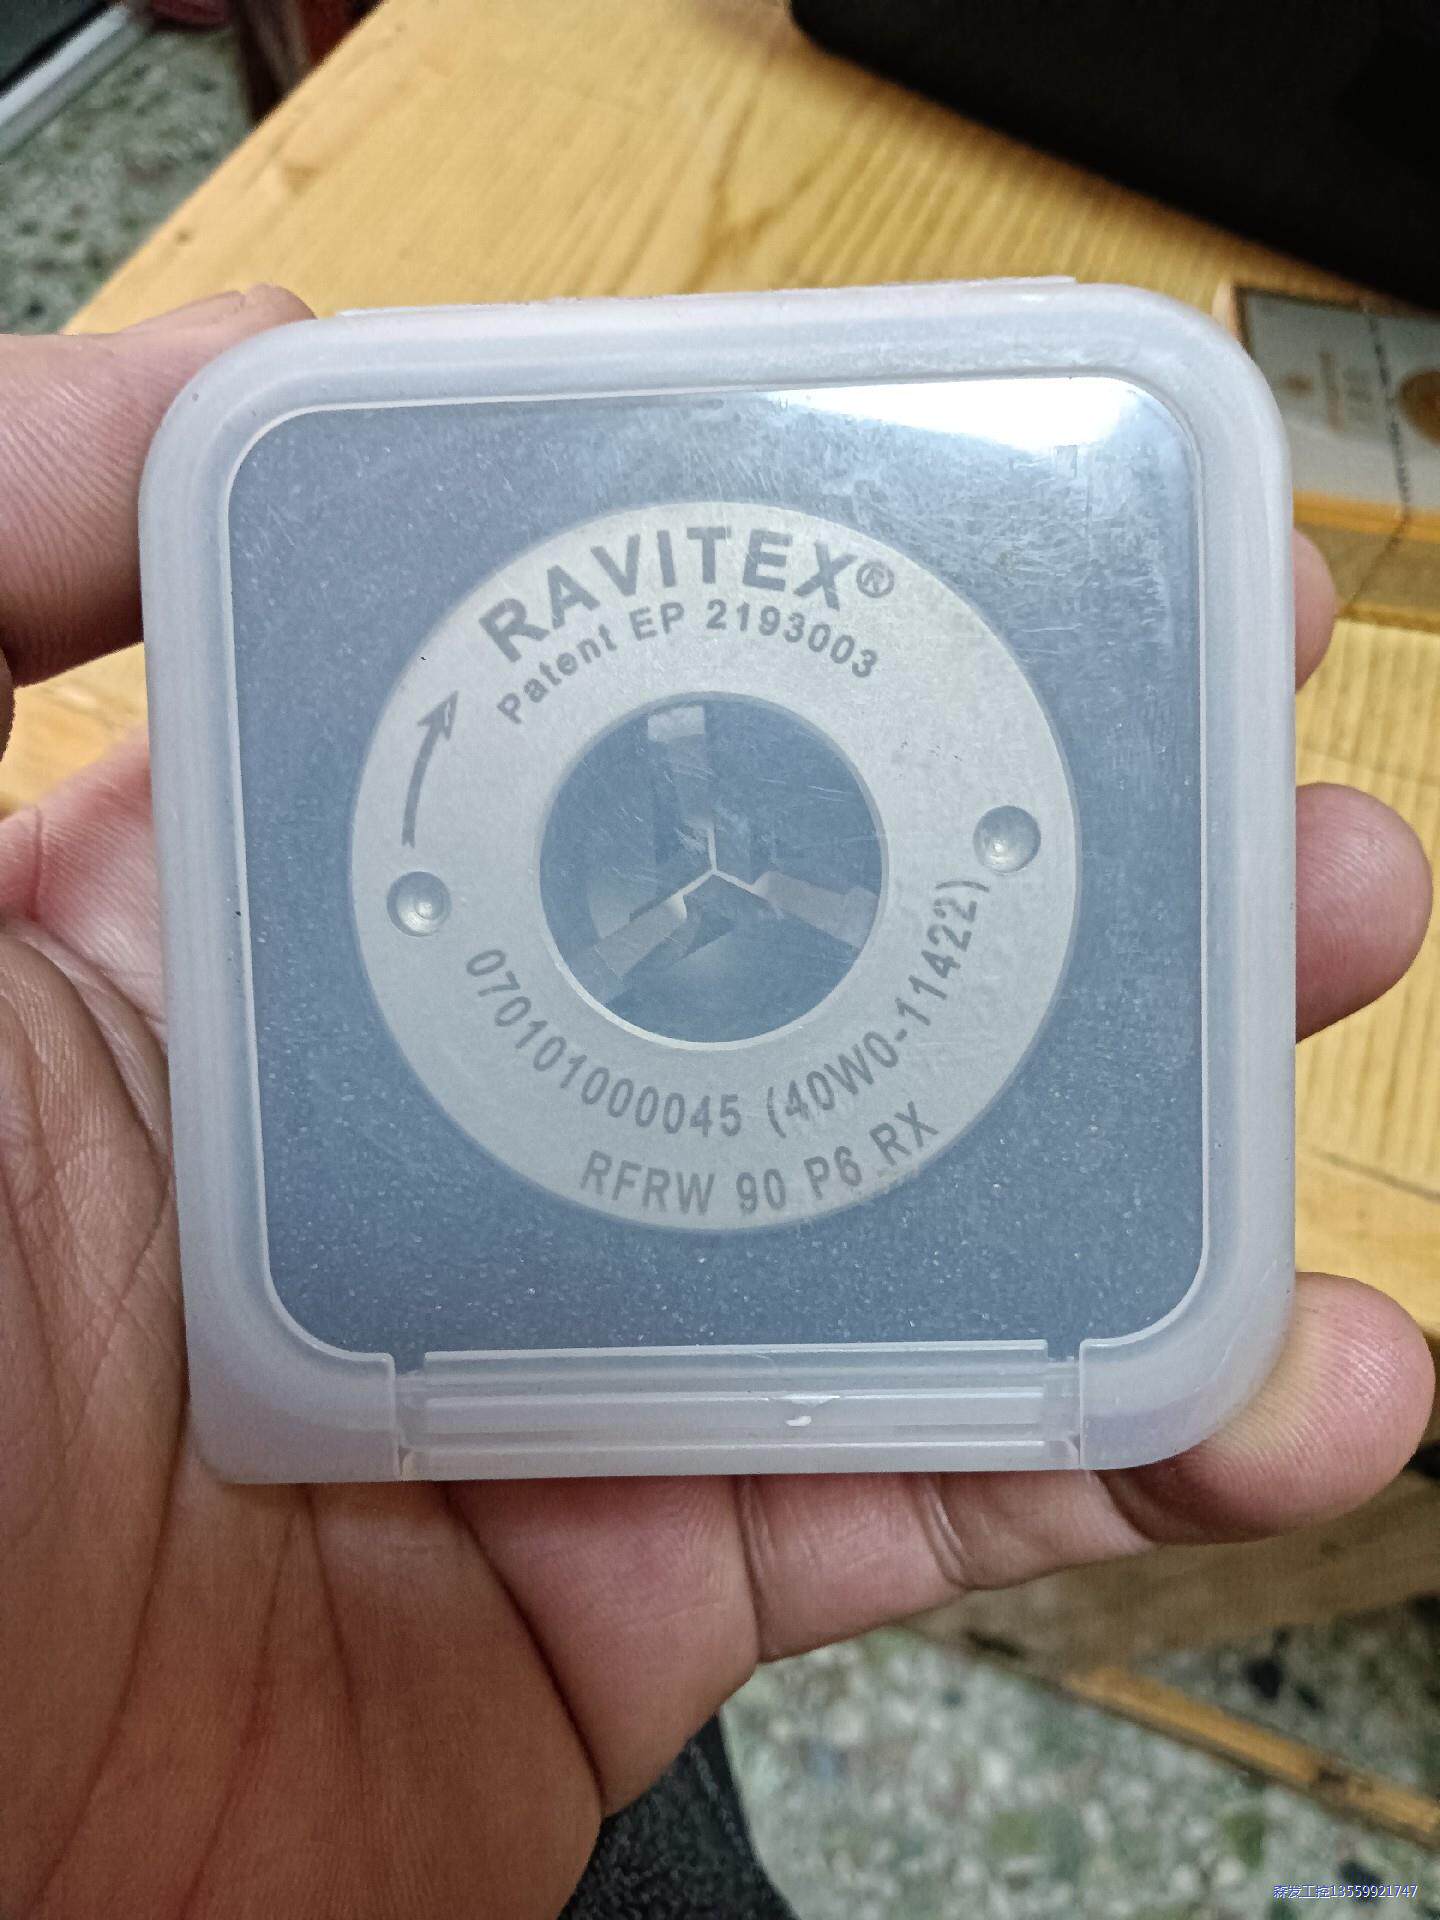 RAVITEX®
Patent EP 2193003
070101000045 (40W0-11422)
RFRW 90 P6 RX
森发工控13559921747